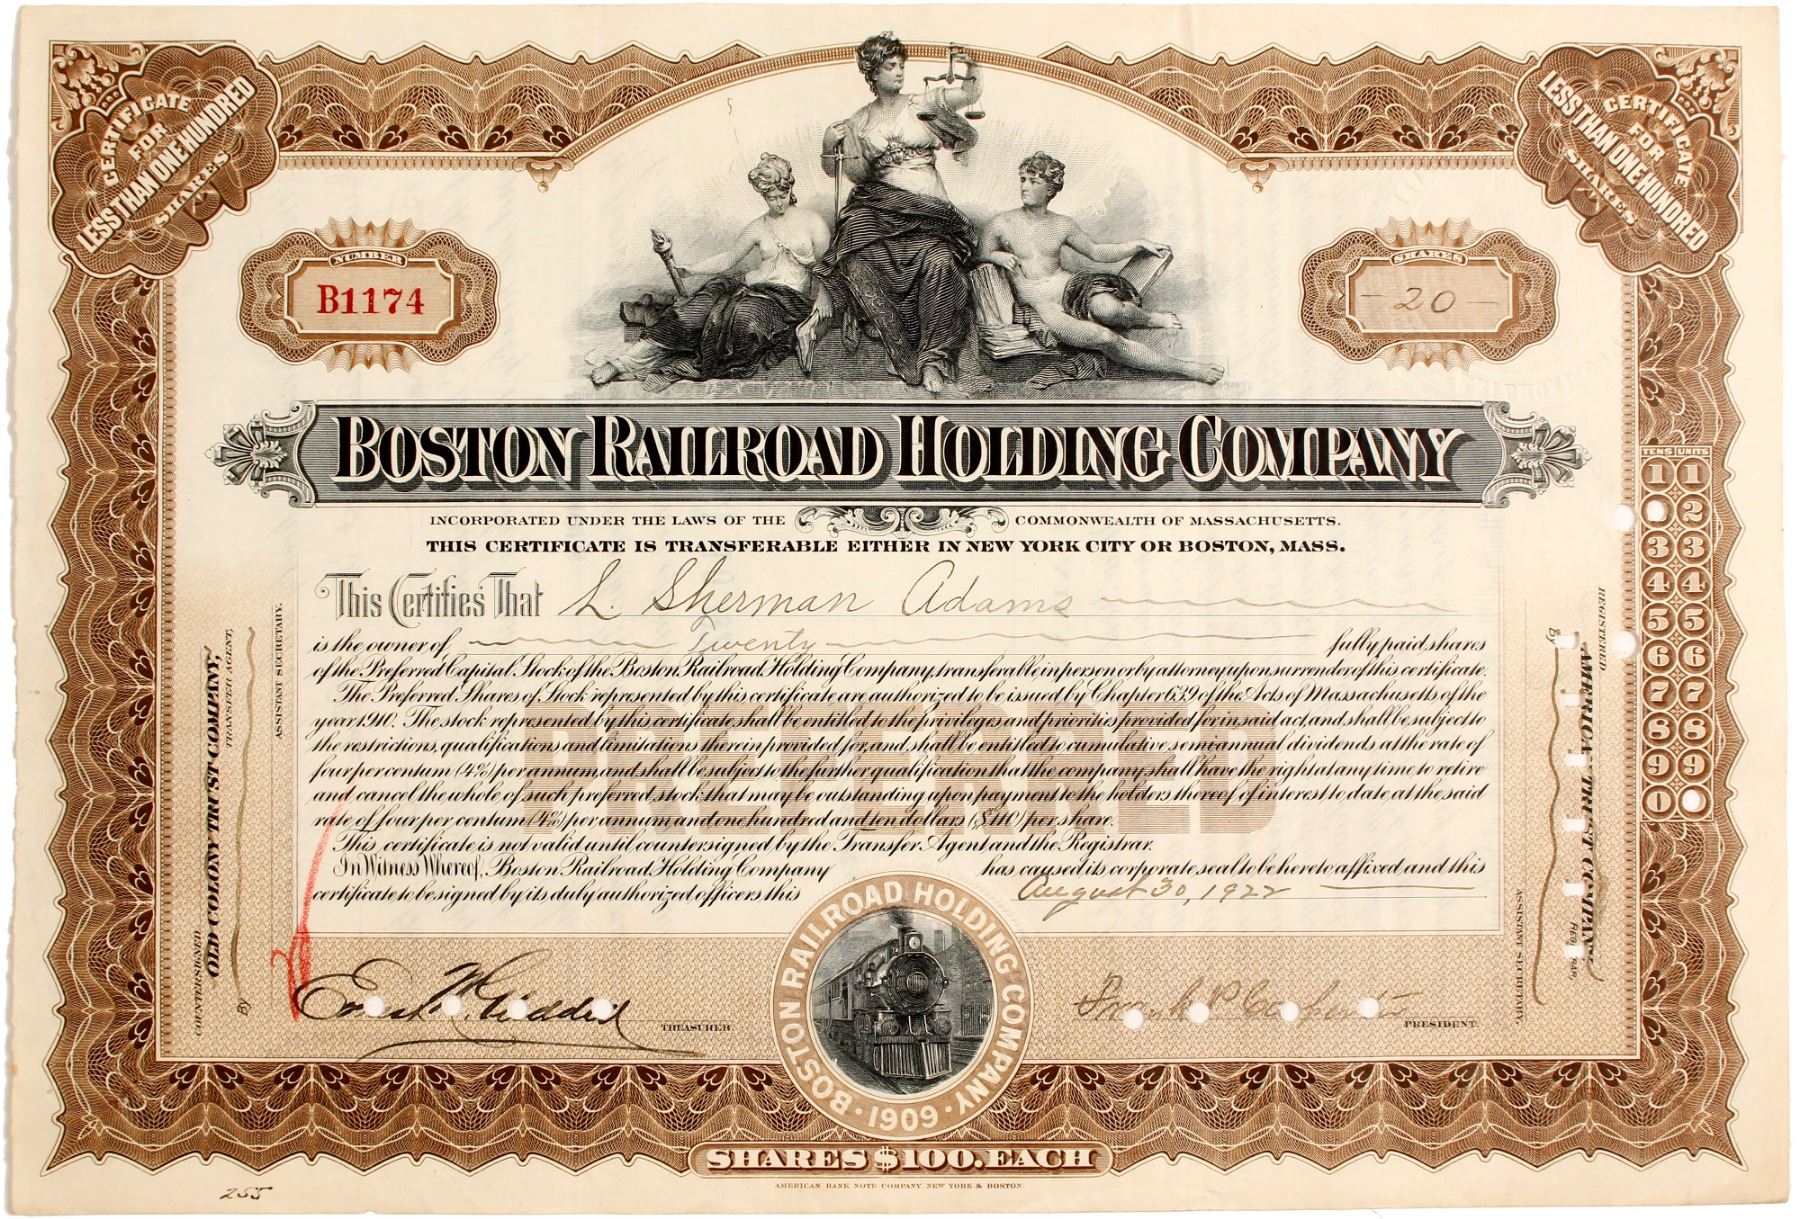 CERTIFICATE
FOR
LESS THAN ONE HUNDRED
SHARES
CERTIFICATE
FOR
LESS THAN ONE HUNDRED
SHARES
NUMBER
B1174
SHARES
- 20 -
BOSTON RAILROAD HOLDING COMPANY
INCORPORATED UNDER THE LAWS OF THE COMMONWEALTH OF MASSACHUSETTS.
THIS CERTIFICATE IS TRANSFERABLE EITHER IN NEW YORK CITY OR BOSTON, MASS.
This Certifies That L. Sherman Adams
is the owner of Twenty fully paid shares
of the Preferred Capital Stock of the Boston Railroad Holding Company, transferable in person or by attorney upon surrender of this certificate.
The Preferred Shares of Stock represented by this certificate are authorized to be issued by Chapter 639 of the Acts of Massachusetts of the
year 1910. The stock represented by this certificate shall be entitled to the privileges and priorities provided for in said act, and shall be subject to
the restrictions, qualifications and limitations therein provided for, and shall be entitled to cumulative semi annual dividends at the rate of
four per centum (4%) per annum, and shall be subject to the further qualification that the company shall have the right at any time to retire
and cancel the whole of such preferred stock that may be outstanding upon payment to the holders thereof of interest to date, at the said
rate of four per centum (4%) per annum and one hundred and ten dollars ($110) per share.
This certificate is not valid until countersigned by the Transfer Agent and the Registrar.
In Witness Whereof, Boston Railroad Holding Company has caused its corporate seal to be hereto affixed and this
certificate to be signed by its duly authorized officers this August 30, 1922
PREFERRED
COUNTERSIGNED
OLD COLONY TRUST COMPANY,
TRANSFER AGENT,
By
ASSISTANT SECRETARY.
REGISTERED
AMERICAN TRUST COMPANY
REGISTRAR
By
ASSISTANT SECRETARY.
TENS UNITS
1 1
2
3 3
4 4
5 5
6 6
7 7
8 8
9 9
0
TREASURER.
Frank P Carpenter
PRESIDENT.
BOSTON RAILROAD HOLDING COMPANY.
· 1909 ·
SHARES $100. EACH
AMERICAN BANK NOTE COMPANY. NEW YORK & BOSTON.
255